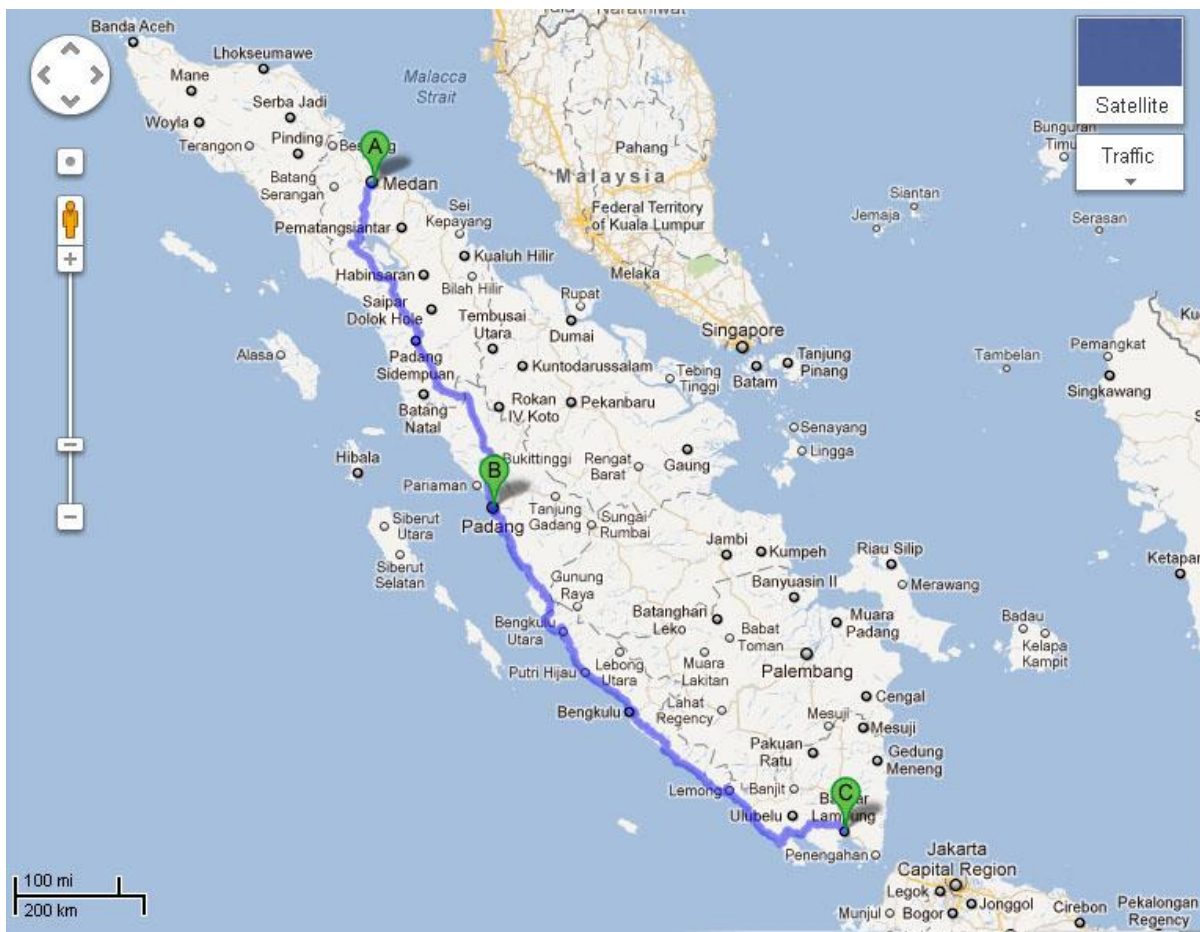 Banda Aceh
Lhokseumawe
Mane
Serba Jadi
Woyla
Pinding
Terangon
Batang
Serangan
A
Medan
Malacca
Strait
Pahang
Malaysia
Federal Territory
of Kuala Lumpur
Melaka
Satellite
Traffic
Bunguran
Siantan
Jemaja
Serasan
Sei
Kepayang
Pematangsiantar
Kualuh Hilir
Habinsaran
Bilah Hilir
Rupat
Saipar
Dolok Hole
Tembusai
Utara
Dumai
Singapore
Batam
Tanjung
Pinang
Tambelan
Pemangkat
Singkawang
Alasa
Padang
Sidempuan
Kuntodarussalam
Tebing
Tinggi
Batang
Natal
Rokan
IV Koto
Pekanbaru
Senayang
Lingga
Hibala
Bukittinggi
B
Rengat
Barat
Gaung
Pariaman
Padang
Tanjung
Gadang
Sungai
Rumbai
Siberut
Utara
Siberut
Selatan
Jambi
Kumpeh
Riau Silip
Merawang
Ketapan
Gunung
Raya
Banyuasin II
Bengkulu
Utara
Batanghari
Leko
Babat
Toman
Muara
Padang
Badau
Kelapa
Kampit
Putri Hijau
Lebong
Utara
Muara
Lakitan
Palembang
Bengkulu
Lahat
Regency
Cengal
Mesuji
Mesuji
Pakuan
Ratu
Gedung
Meneng
Lemong
Banjit
C
Ulubelu
Lampung
Penengahan
Jakarta
Capital Region
Legok
Jonggol
Munjul
Bogor
Cirebon
Pekalongan
Regency
100 mi
200 km